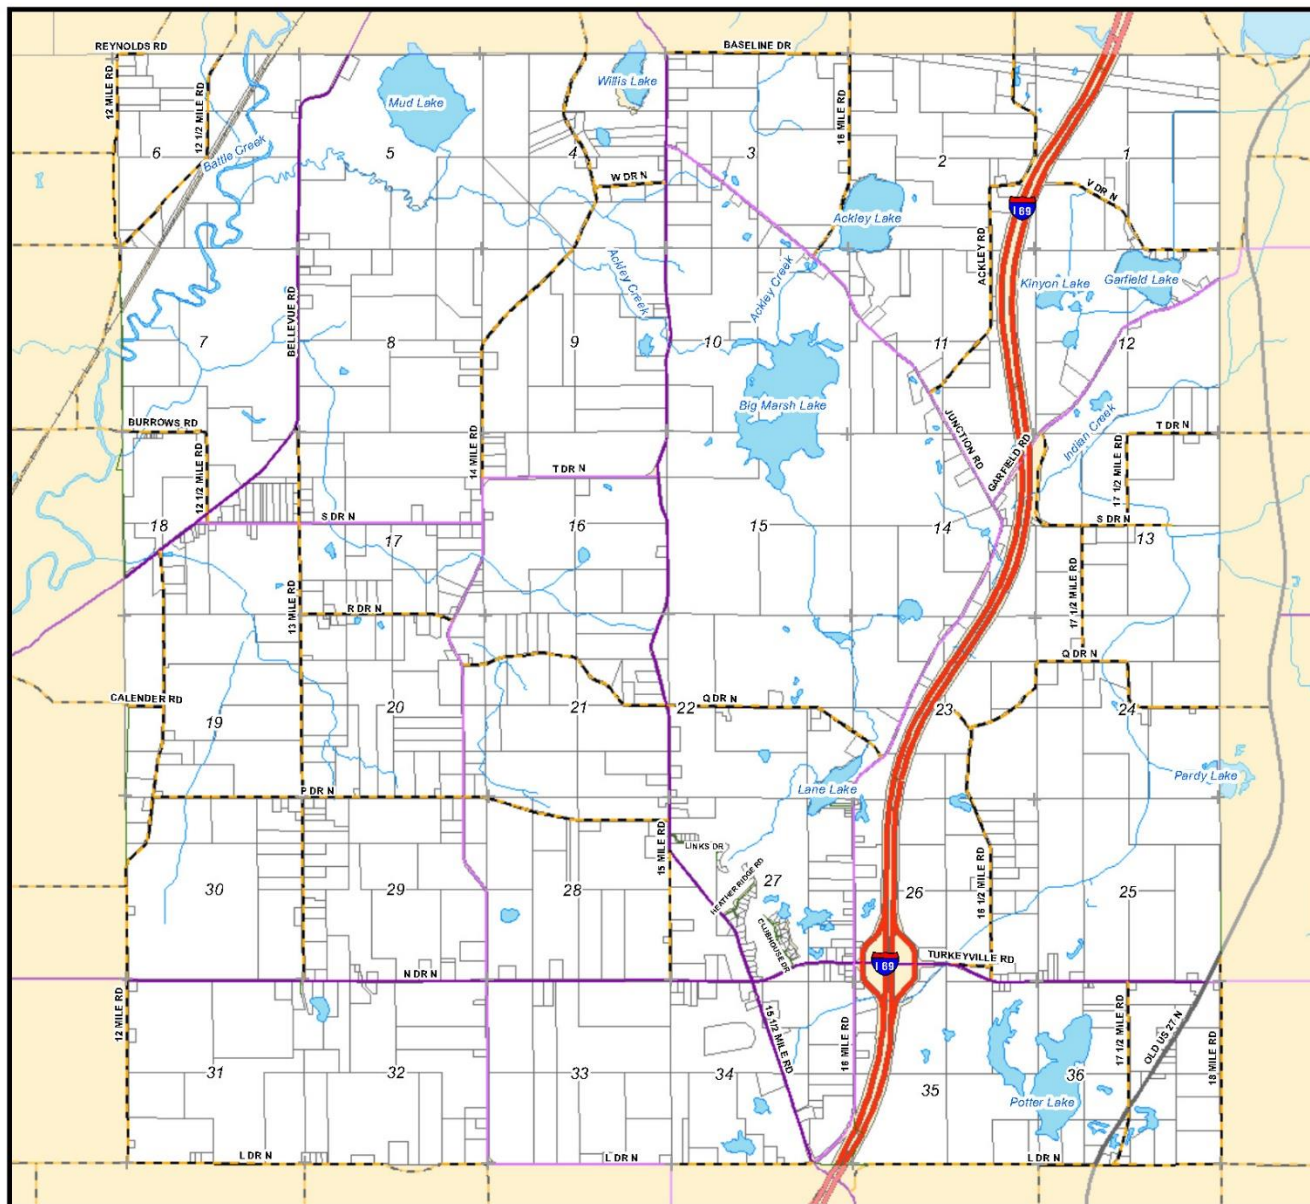 REYNOLDS RD
BASELINE DR
12 MILE RD
12 1/2 MILE RD
Mud Lake
Willis Lake
16 MILE RD
Battle Creek
6
5
4
3
2
1
W DR N
V DR N
I 69
Ackley Lake
ACKLEY RD
Ackley Creek
Ackley Creek
Kinyon Lake
Garfield Lake
BELLEVUE RD
7
8
9
10
11
12
Big Marsh Lake
JUNCTION RD
GARFIELD RD
Indian Creek
BURROWS RD
12 1/2 MILE RD
14 MILE RD
T DR N
T DR N
17 1/2 MILE RD
18
S DR N
17
16
15
14
S DR N
13
13 MILE RD
R DR N
17 1/2 MILE RD
Q DR N
CALENDER RD
19
20
21
22
Q DR N
23
24
Lane Lake
Pardy Lake
P DR N
15 MILE RD
LINKS DR
HEATHER RIDGE RD
CLUBHOUSE DR
30
29
28
27
26
16 1/2 MILE RD
25
N DR N
I 69
TURKEYVILLE RD
12 MILE RD
15 1/2 MILE RD
16 MILE RD
17 1/2 MILE RD
OLD US 27 N
18 MILE RD
31
32
33
34
35
36
Potter Lake
L DR N
L DR N
L DR N